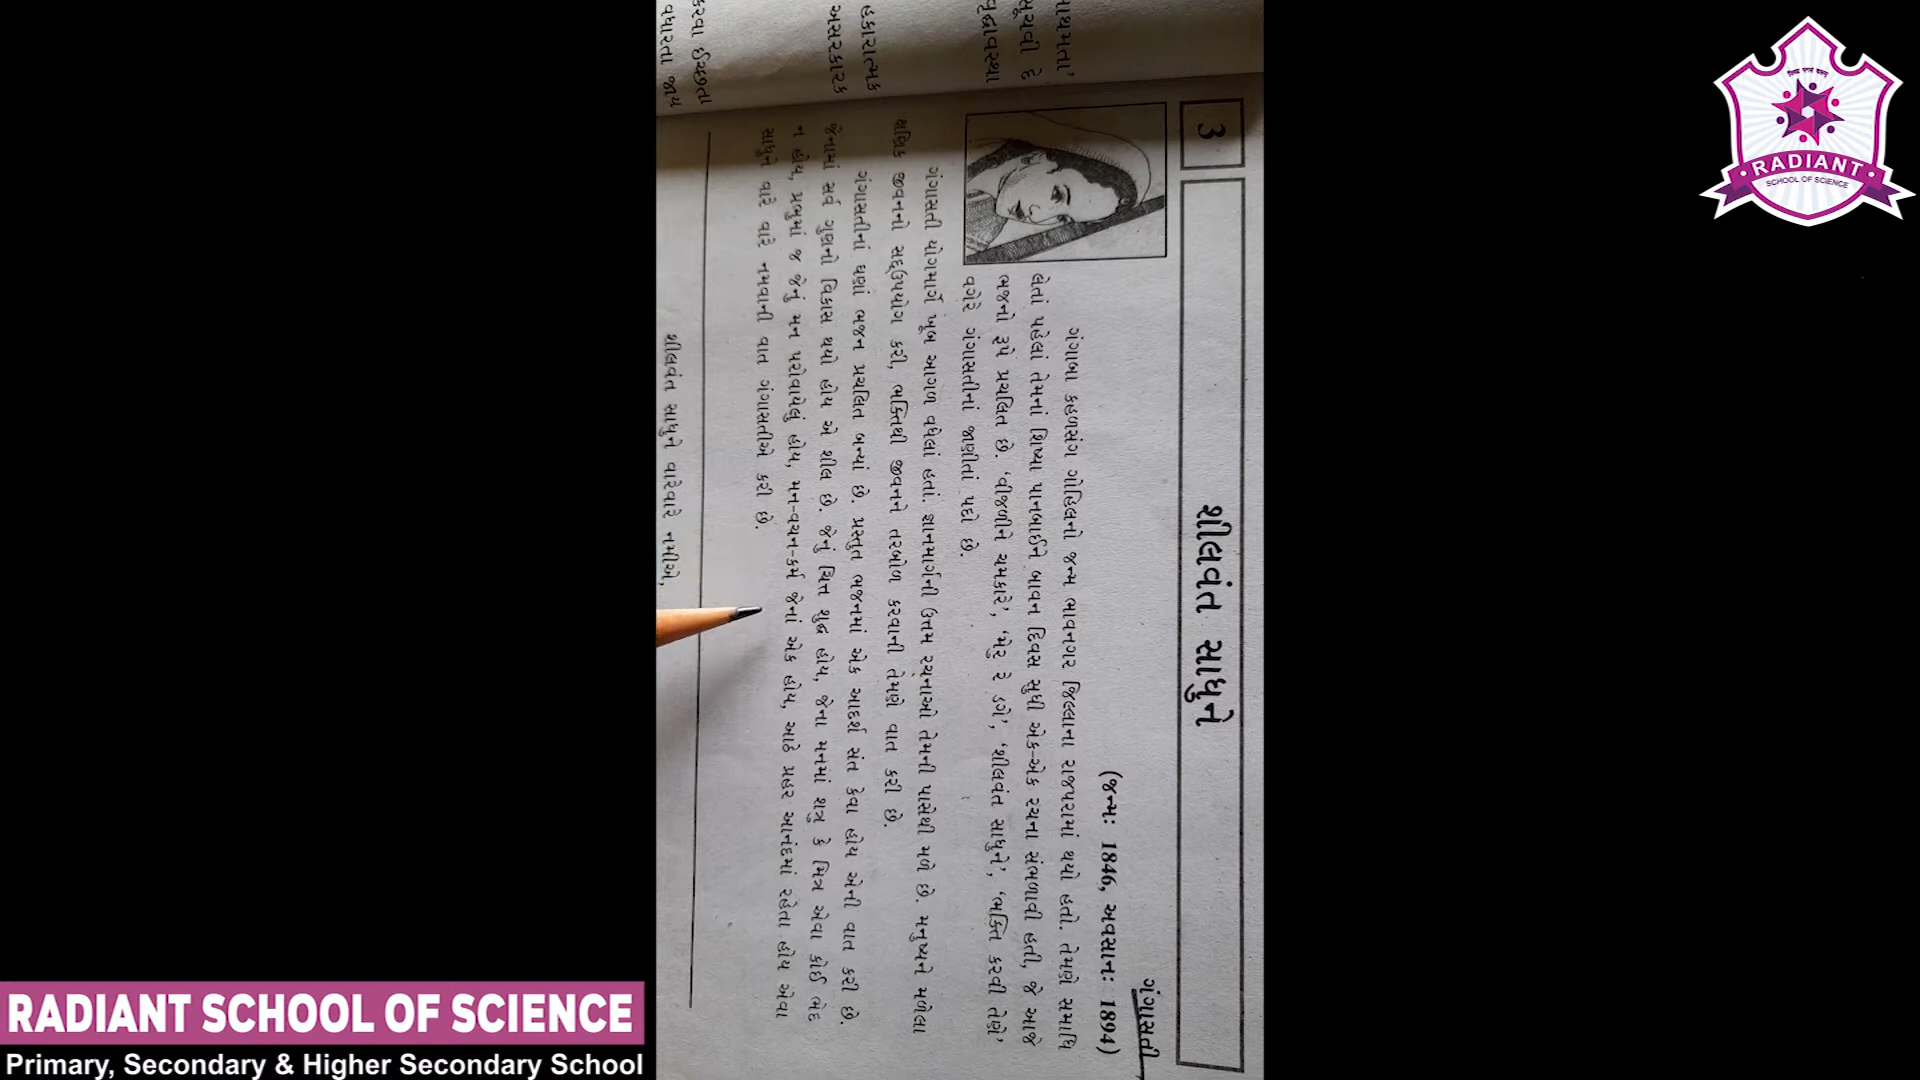 3
શીલવંત સાધુને
ગંગાસતી
(જન્મઃ 1846, અવસાનઃ 1894)
ગંગાબા કહળસંગ ગોહિલનો જન્મ ભાવનગર જિલ્લાના રાજપરામાં થયો હતો. તેમણે સમાધિ
લેતાં પહેલાં તેમનાં શિષ્યા પાનબાઈને બાવન દિવસ સુધી એક-એક રચના સંભળાવી હતી, જે આજે
ભજનો રૂપે પ્રચલિત છે. ‘વીજળીને ચમકારે’, ‘મેરુ રે ડગે’, ‘શીલવંત સાધુને’, ‘ભક્તિ કરવી તેણે’
વગેરે ગંગાસતીનાં જાણીતાં પદો છે.
ગંગાસતી યોગમાર્ગે ખૂબ આગળ વધેલાં હતાં. જ્ઞાનમાર્ગની ઉત્તમ રચનાઓ તેમની પાસેથી મળે છે. મનુષ્યને મળેલા
ક્ષણિક જીવનનો સદ્ઉપયોગ કરી, ભક્તિથી જીવનને તરબોળ કરવાની તેમણે વાત કરી છે.
ગંગાસતીનાં ઘણાં ભજન પ્રચલિત બન્યાં છે. પ્રસ્તુત ભજનમાં એક આદર્શ સંત કેવા હોય એની વાત કરી છે.
જેનામાં સર્વ ગુણનો વિકાસ થયો હોય એ શીલ છે. જેનું ચિત્ત શુદ્ધ હોય, જેના મનમાં શત્રુ કે મિત્ર એવા કોઈ ભેદ
ન હોય, પ્રભુમાં જ જેનું મન પરોવાયેલું હોય, મન-વચન-કર્મ જેનાં એક હોય, આઠે પ્રહર આનંદમાં રહેતા હોય એવા
સાધુને વારે વારે નમવાની વાત ગંગાસતીએ કરી છે.
શીલવંત સાધુને વારેવારે નમીએ,
RADIANT
SCHOOL OF SCIENCE
RADIANT SCHOOL OF SCIENCE
Primary, Secondary & Higher Secondary School